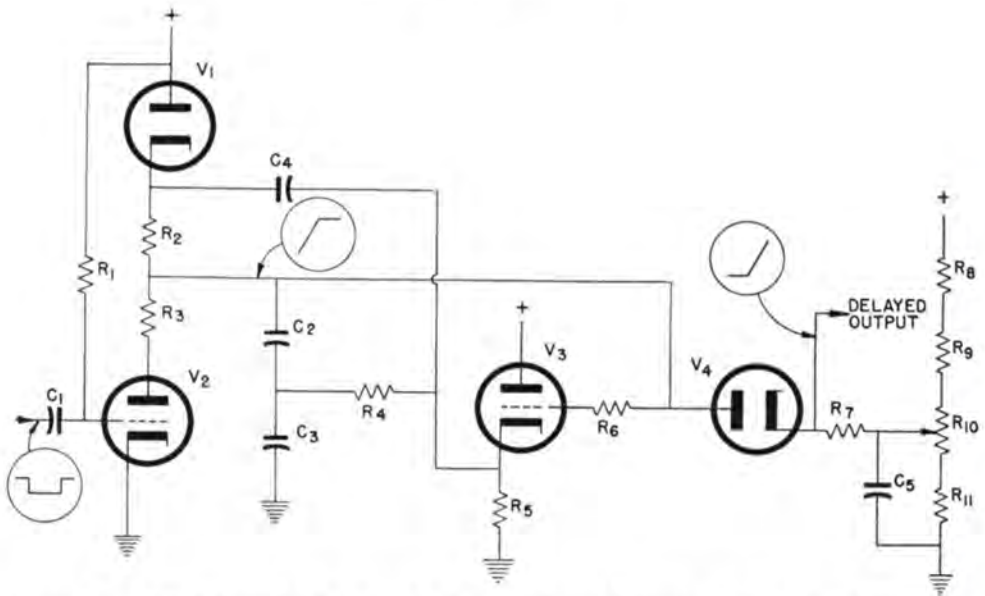 +
V1
C4
R2
R1
R3
C2
+
V3
V4
DELAYED
OUTPUT
+
R8
R9
C1
V2
R4
R6
R7
R10
C3
C5
R11
R5